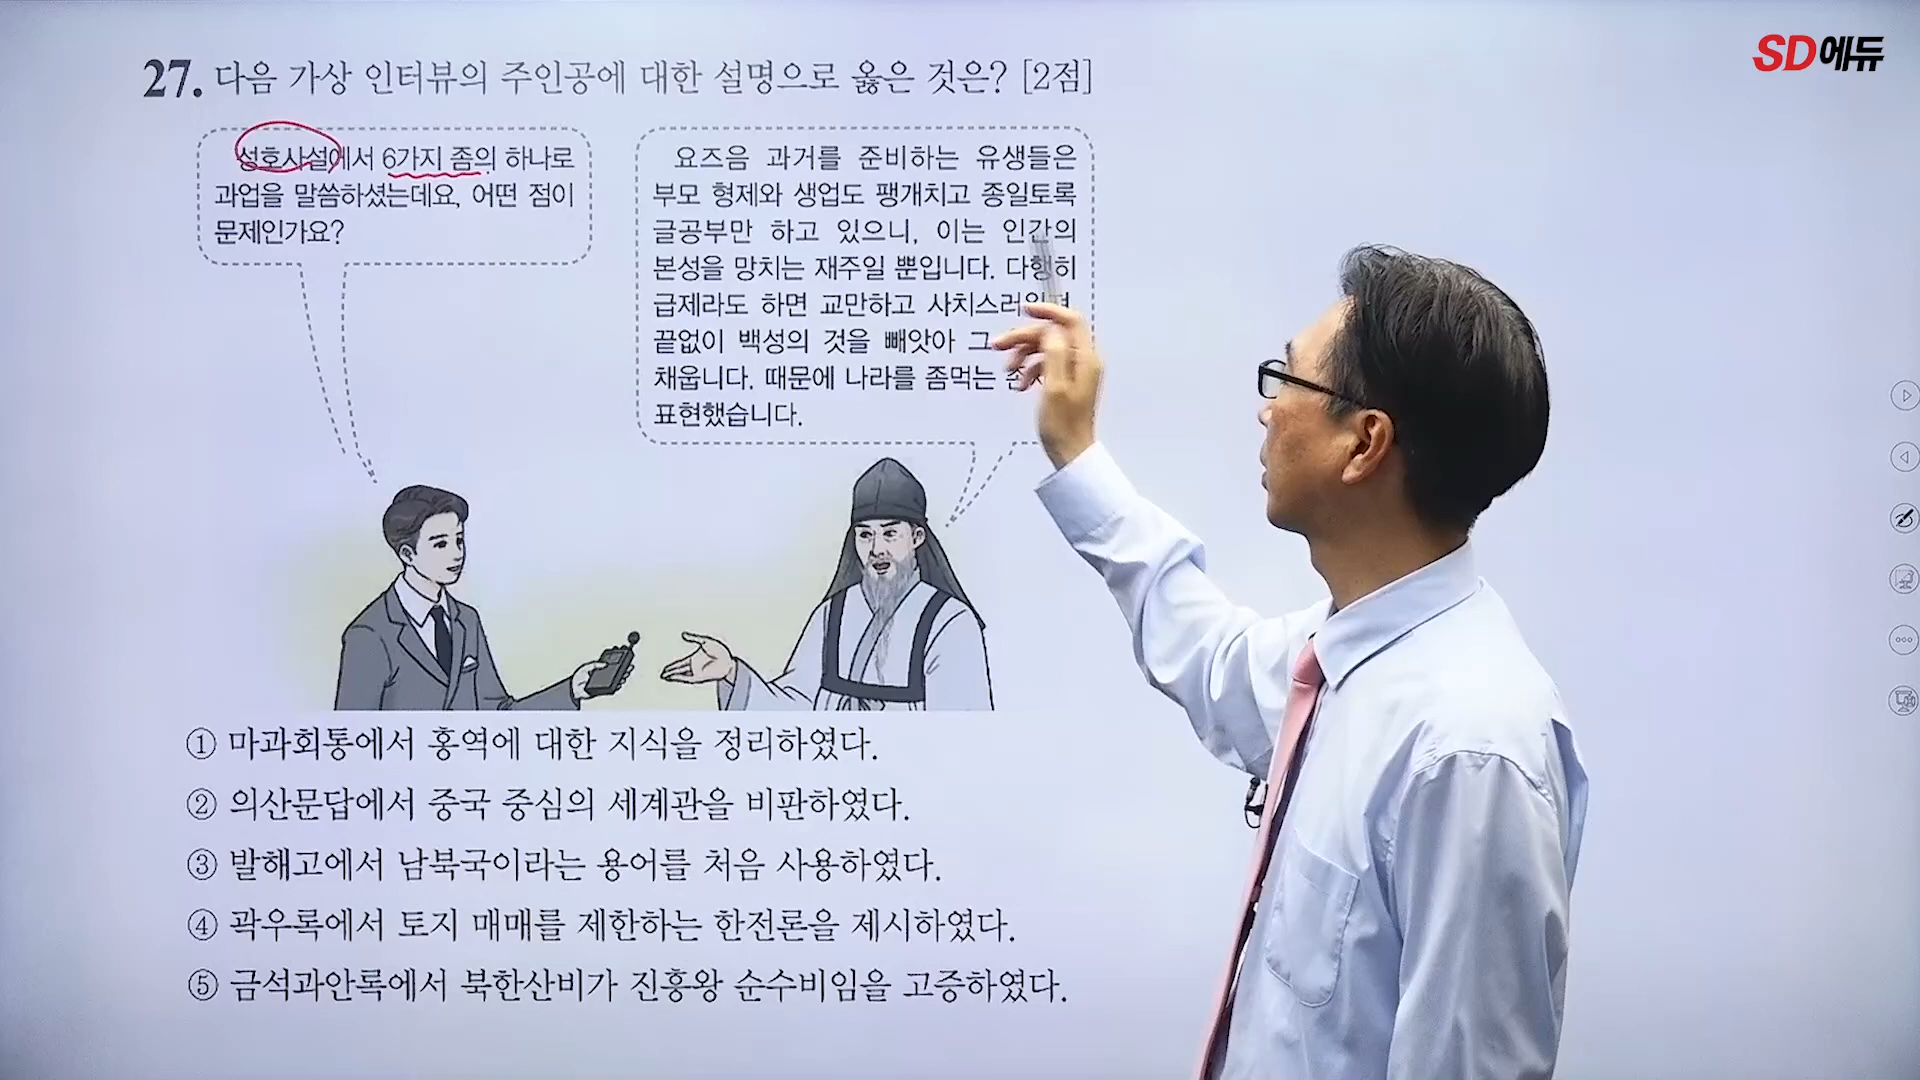 SD에듀
27. 다음 가상 인터뷰의 주인공에 대한 설명으로 옳은 것은? [2점]
성호사설에서 6가지 좀의 하나로
과업을 말씀하셨는데요, 어떤 점이
문제인가요?
요즈음 과거를 준비하는 유생들은
부모 형제와 생업도 팽개치고 종일토록
글공부만 하고 있으니, 이는 인간의
본성을 망치는 재주일 뿐입니다. 다행히
급제라도 하면 교만하고
끝없이 백성의 것을 빼앗아 그
채웁니다. 때문에 나라를 좀먹는
표현했습니다.
① 마과회통에서 홍역에 대한 지식을 정리하였다.
② 의산문답에서 중국 중심의 세계관을 비판하였다.
③ 발해고에서 남북국이라는 용어를 처음 사용하였다.
④ 곽우록에서 토지 매매를 제한하는 한전론을 제시하였다.
⑤ 금석과안록에서 북한산비가 진흥왕 순수비임을 고증하였다.